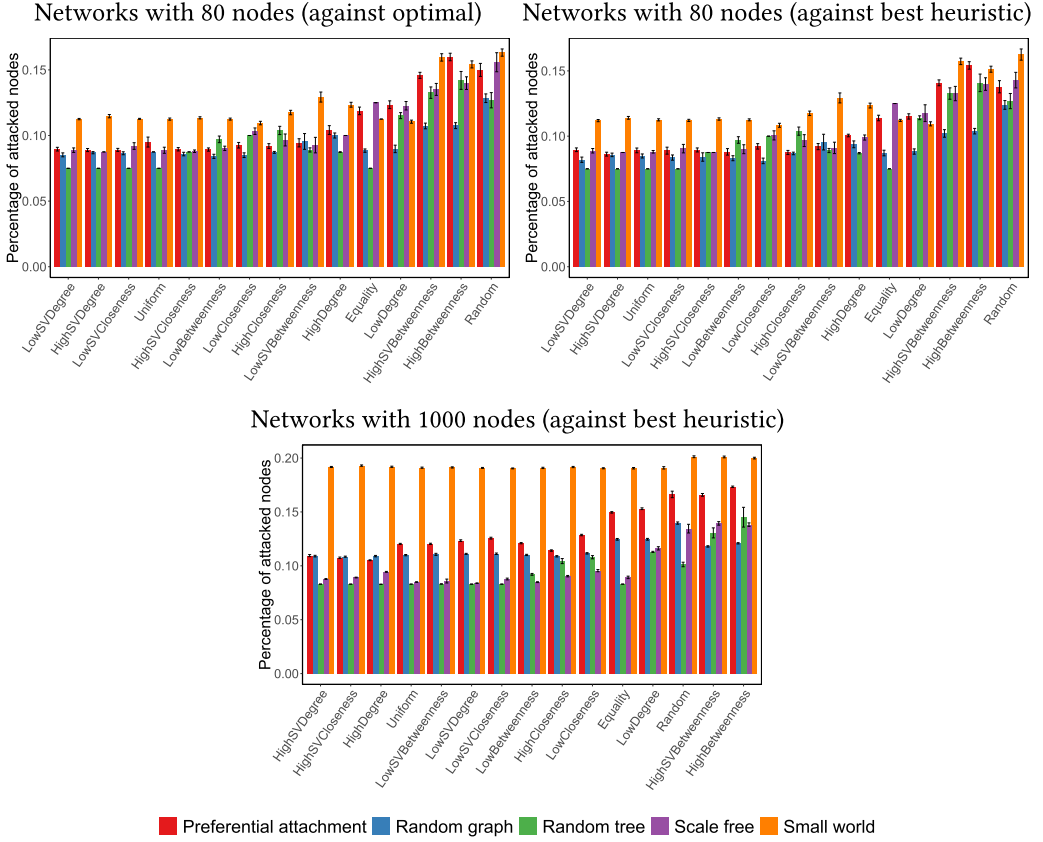 Networks with 80 nodes (against optimal)
Percentage of attacked nodes
0.15
0.10
0.05
0.00
LowSVDegree
HighSVDegree
LowSVCloseness
Uniform
HighSVCloseness
LowBetweenness
LowCloseness
HighCloseness
LowSVBetweenness
HighDegree
Equality
LowDegree
HighSVBetweenness
HighBetweenness
Random
Networks with 80 nodes (against best heuristic)
Percentage of attacked nodes
0.15
0.10
0.05
0.00
LowSVDegree
HighSVDegree
Uniform
LowSVCloseness
HighSVCloseness
LowBetweenness
LowCloseness
HighCloseness
LowSVBetweenness
HighDegree
Equality
LowDegree
HighSVBetweenness
HighBetweenness
Random
Networks with 1000 nodes (against best heuristic)
Percentage of attacked nodes
0.20
0.15
0.10
0.05
0.00
HighSVDegree
HighSVCloseness
HighDegree
Uniform
LowSVBetweenness
LowSVDegree
LowSVCloseness
LowBetweenness
HighCloseness
LowCloseness
Equality
LowDegree
Random
HighSVBetweenness
HighBetweenness
Preferential attachment Random graph Random tree Scale free Small world